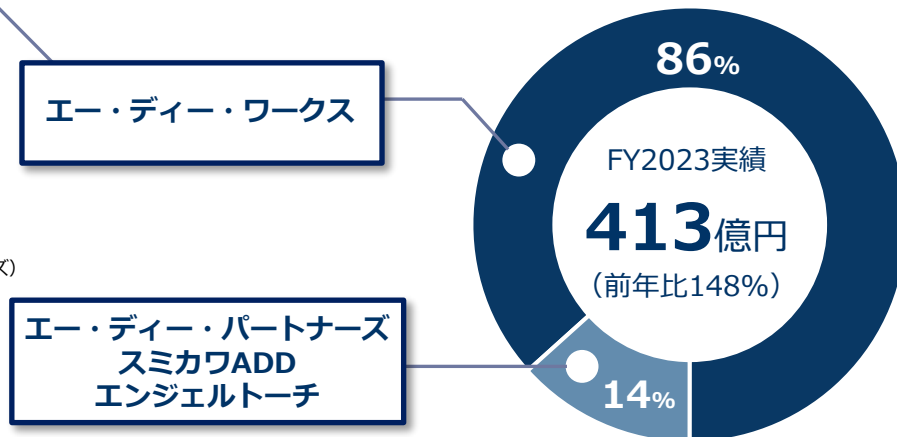 エー・ディー・ワークス
86%
FY2023実績
413億円
（前年比148%）
ズ）
エー・ディー・パートナーズ
スミカワADD
エンジェルトーチ
14%